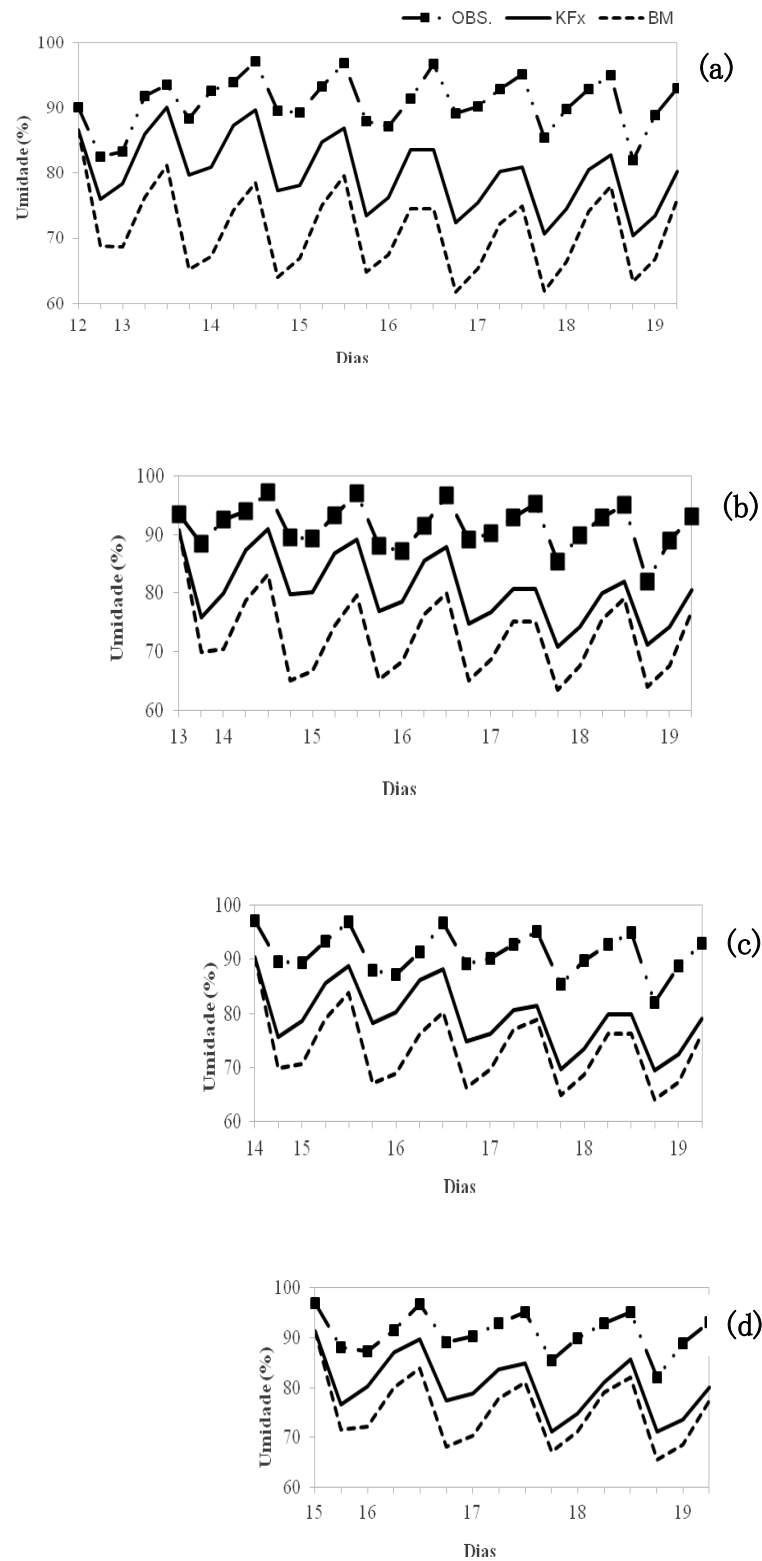 OBS. KFx BM
(a)
Umidade (%)
100
90
80
70
60
12 13 14 15 16 17 18 19
Dias
(b)
Umidade (%)
100
90
80
70
60
13 14 15 16 17 18 19
Dias
(c)
Umidade (%)
100
90
80
70
60
14 15 16 17 18 19
Dias
(d)
Umidade (%)
100
90
80
70
60
15 16 17 18 19
Dias